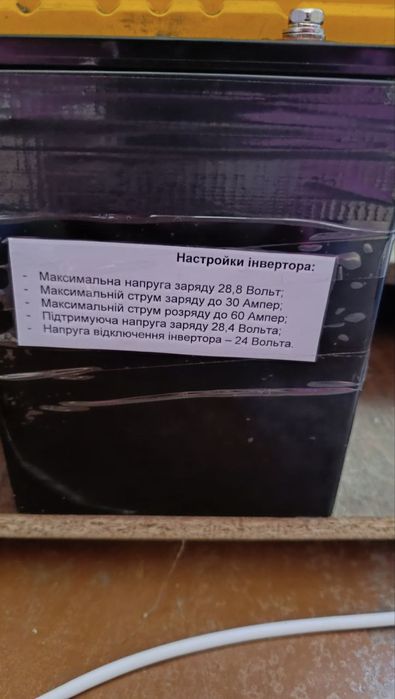 Настройки інвертора:
- Максимальна напруга заряду 28,8 Вольт;
- Максимальній струм заряду до 30 Ампер;
- Максимальній струм розряду до 60 Ампер;
- Підтримуюча напруга заряду 28,4 Вольта;
- Напруга відключення інвертора – 24 Вольта.